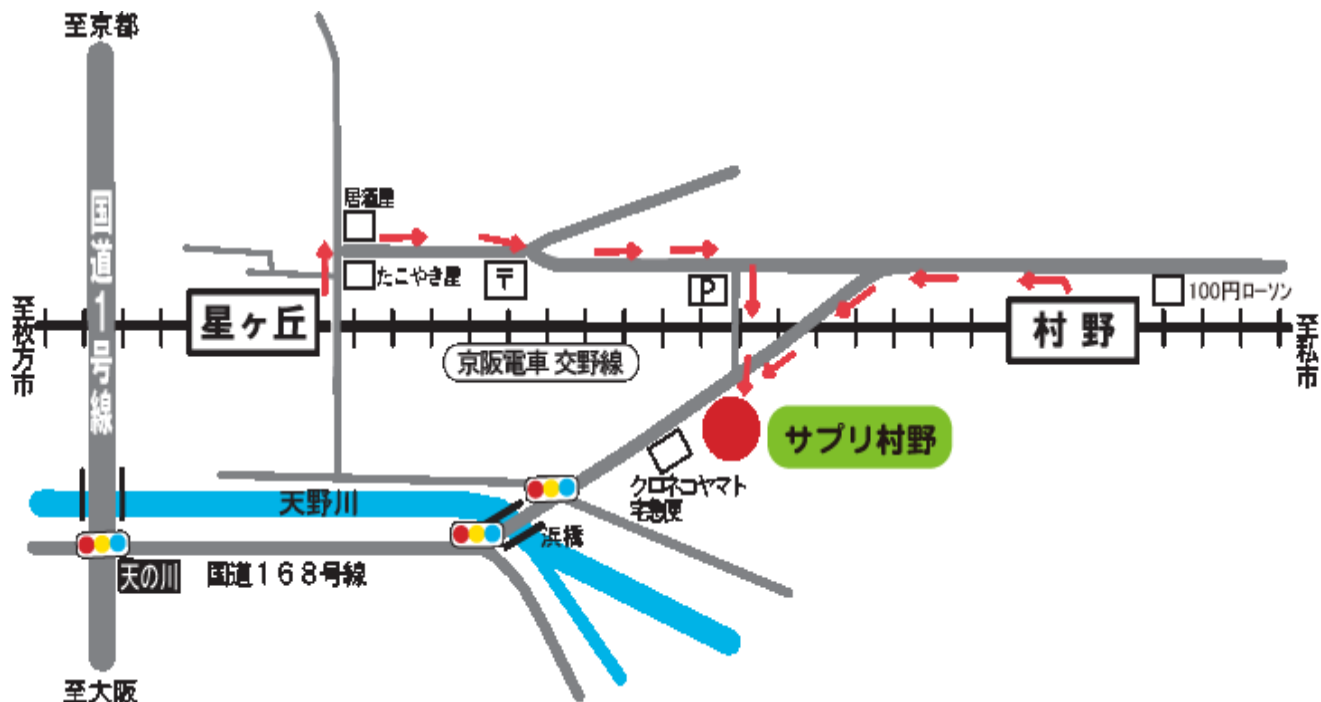 至京都
国道1号線
居酒屋
たこやき屋
〒
P
100円ローソン
至枚方市
星ヶ丘
村野
至私市
京阪電車 交野線
サプリ村野
クロネコヤマト
宅急便
天野川
浜橋
天の川
国道168号線
至大阪